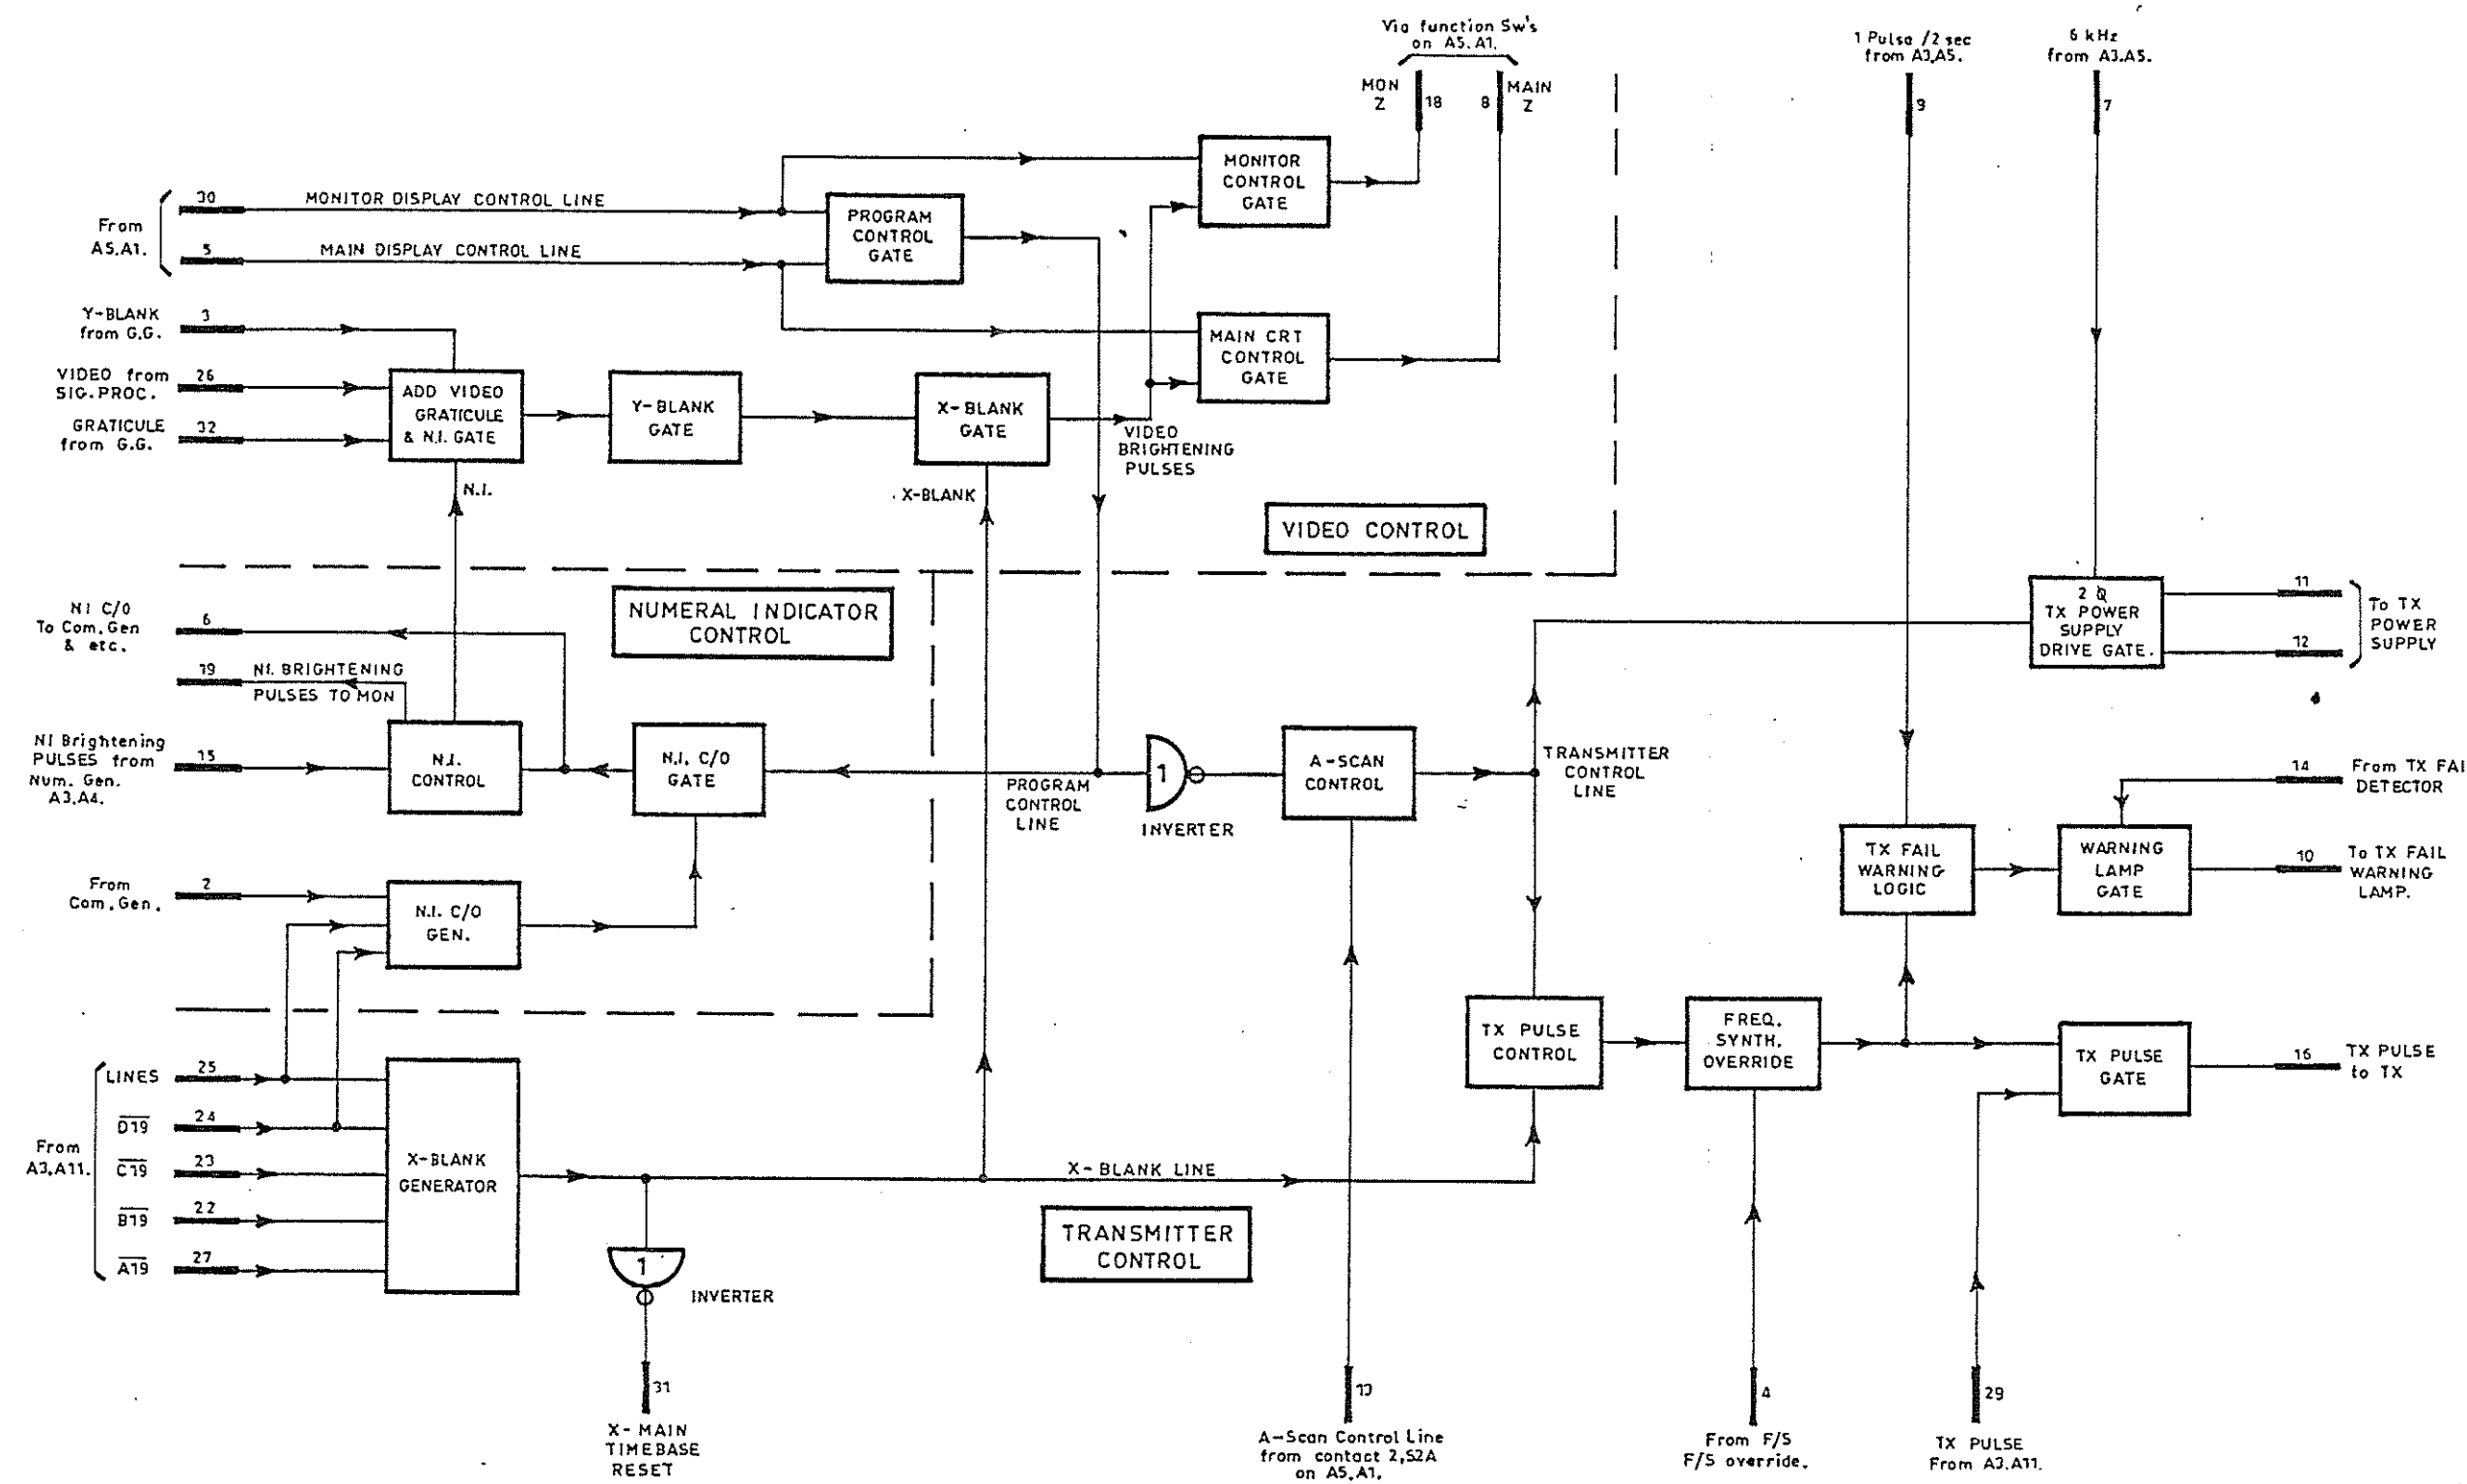 Via function Sw's
on A5.A1.
1 Pulse /2 sec
from A3,A5.
6 kHz
from A3.A5.
MON
Z
18
8
MAIN
Z
9
7
30
MONITOR DISPLAY CONTROL LINE
From
A5.A1.
5
MAIN DISPLAY CONTROL LINE
PROGRAM
CONTROL
GATE
MONITOR
CONTROL
GATE
Y-BLANK
from G.G.
3
VIDEO from
SIG.PROC.
26
GRATICULE
from G.G.
32
ADD VIDEO
GRATICULE
& N.I. GATE
Y-BLANK
GATE
X-BLANK
GATE
MAIN CRT
CONTROL
GATE
VIDEO
BRIGHTENING
PULSES
N.I.
X-BLANK
VIDEO CONTROL
NUMERAL INDICATOR
CONTROL
NI C/O
To Com.Gen
& etc.
6
19
NI. BRIGHTENING
PULSES TO MON
2 Φ
TX POWER
SUPPLY
DRIVE GATE.
11
12
To TX
POWER
SUPPLY
NI Brightening
PULSES from
Num. Gen.
A3,A4.
15
N.I.
CONTROL
N.I. C/O
GATE
PROGRAM
CONTROL
LINE
1
INVERTER
A-SCAN
CONTROL
TRANSMITTER
CONTROL
LINE
14
From TX FAI
DETECTOR
TX FAIL
WARNING
LOGIC
WARNING
LAMP
GATE
10
To TX FAIL
WARNING
LAMP.
From
Com.Gen.
2
N.I. C/O
GEN.
TX PULSE
CONTROL
FREQ.
SYNTH.
OVERRIDE
TX PULSE
GATE
16
TX PULSE
to TX
From
A3,A11.
LINES
25
D19
24
C19
23
B19
22
A19
27
X-BLANK
GENERATOR
X-BLANK LINE
TRANSMITTER
CONTROL
1
INVERTER
31
X-MAIN
TIMEBASE
RESET
13
A-Scan Control Line
from contact 2,S2A
on A5,A1.
4
From F/S
F/S override.
29
TX PULSE
From A3.A11.